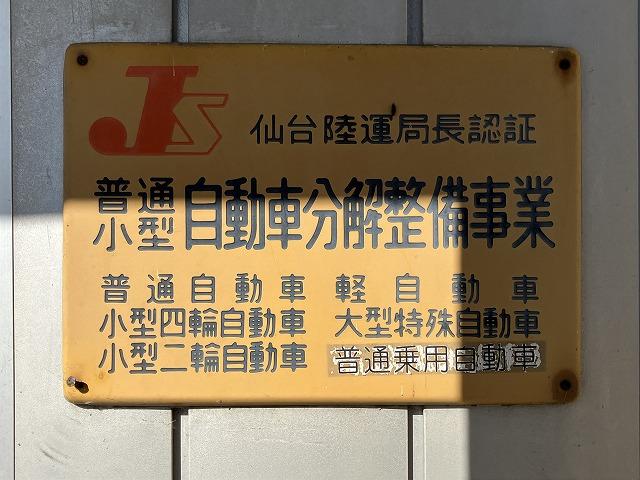 JS 仙台陸運局長認証
普通
小型 自動車分解整備事業
普通自動車 軽自動車
小型四輪自動車 大型特殊自動車
小型二輪自動車 普通乗用自動車